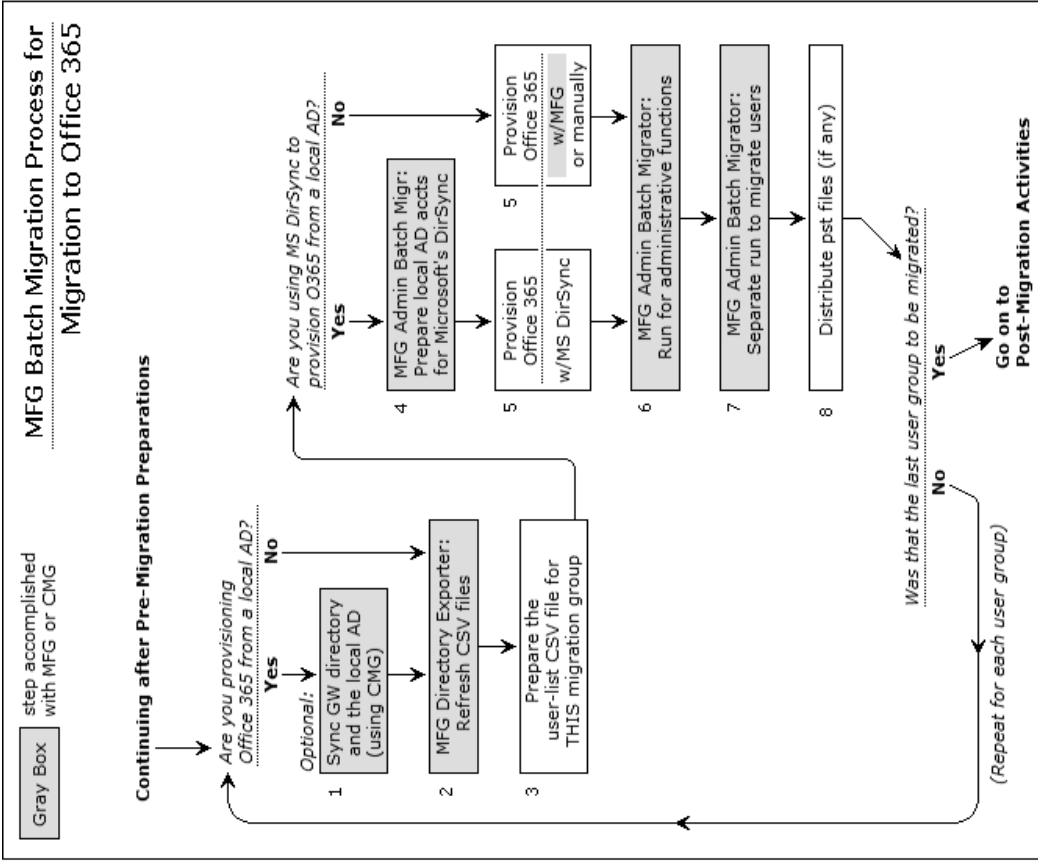 MFG Batch Migration Process for
Migration to Office 365
Gray Box
step accomplished
with MFG or CMG
Continuing after Pre-Migration Preparations
Are you provisioning
Office 365 from a local AD?
Yes
No
Optional:
1
Sync GW directory
and the local AD
(using CMG)
2
MFG Directory Exporter:
Refresh CSV files
3
Prepare the
user-list CSV file for
THIS migration group
Are you using MS DirSync to
provision O365 from a local AD?
Yes
No
4
MFG Admin Batch Mgr:
Prepare local AD accts
for Microsoft's DirSync
5
Provision
Office 365
w/MS DirSync
5
Provision
Office 365
w/MFG
or manually
6
MFG Admin Batch Migrator:
Run for administrative functions
7
MFG Admin Batch Migrator:
Separate run to migrate users
8
Distribute pst files (if any)
Was that the last user group to be migrated?
No
Yes
(Repeat for each user group)
Go on to
Post-Migration Activities